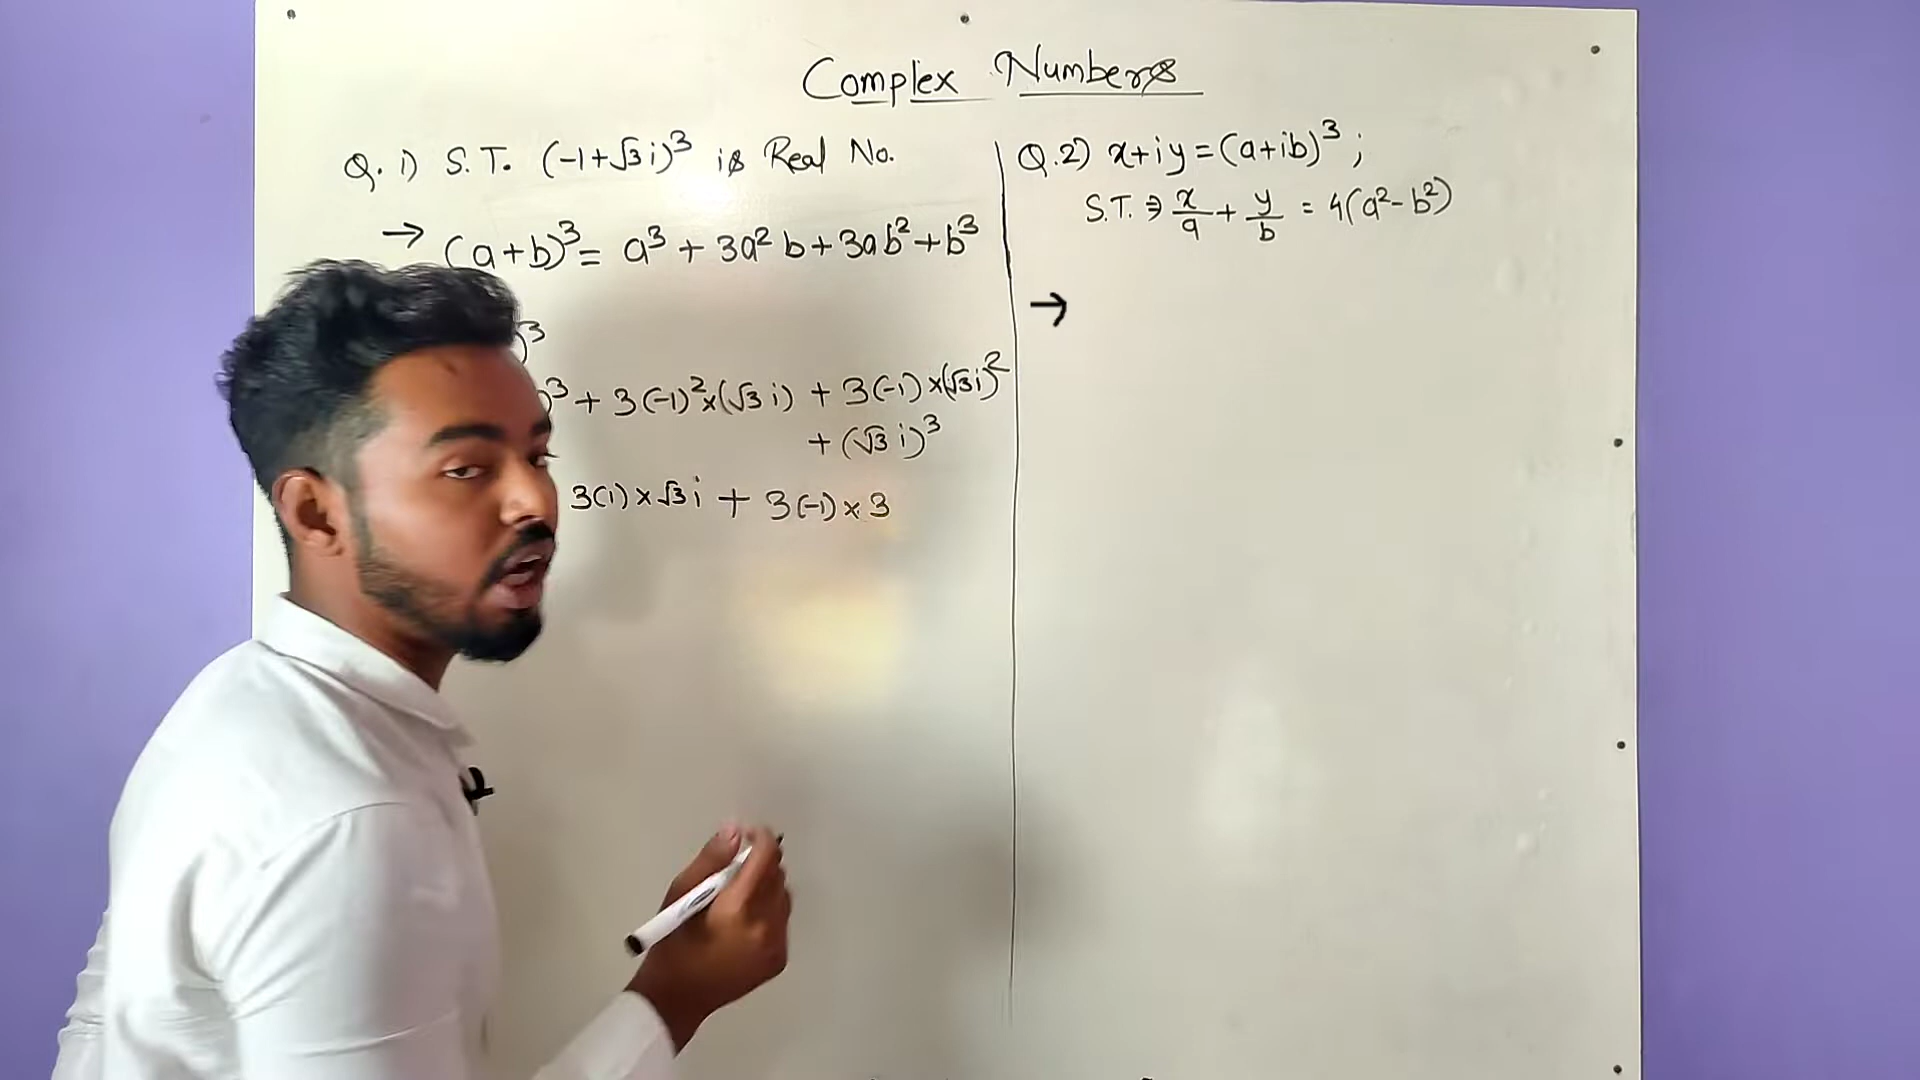 Complex Numbers
Q. 1) S.T. (-1+√3 i)³ is Real No.
→ (a+b)³ = a³ + 3a² b + 3ab² + b³
)³
)³ + 3(-1)² × (√3 i) + 3(-1) × (√3 i)²
+ (√3 i)³
3(1) × √3 i + 3(-1) × 3
Q.2) x+iy = (a+ib)³ ;
S.T. ⇒ x/a + y/b = 4(a² - b²)
→